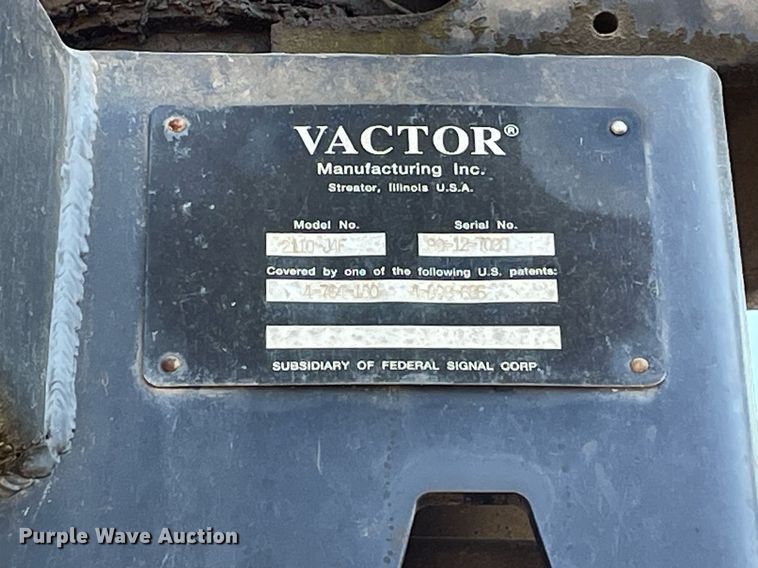 VACTOR®
Manufacturing Inc.
Streator, Illinois U.S.A.
Model No. Serial No.
Covered by one of the following U.S. patents:
SUBSIDIARY OF FEDERAL SIGNAL CORP.
Purple Wave Auction